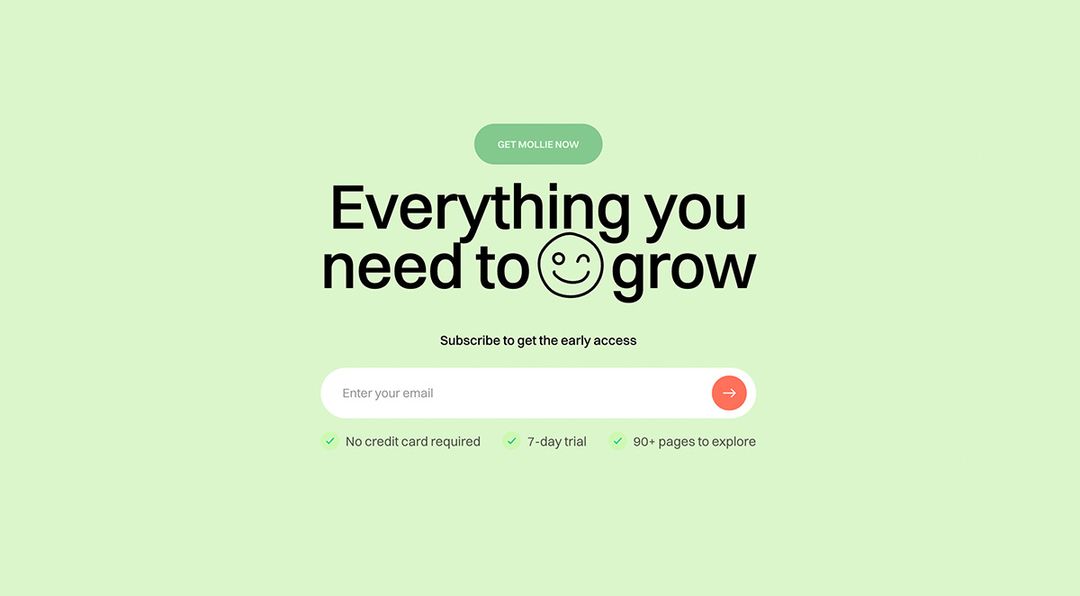 GET MOLLIE NOW
Everything you
need to grow
Subscribe to get the early access
Enter your email
No credit card required
7-day trial
90+ pages to explore